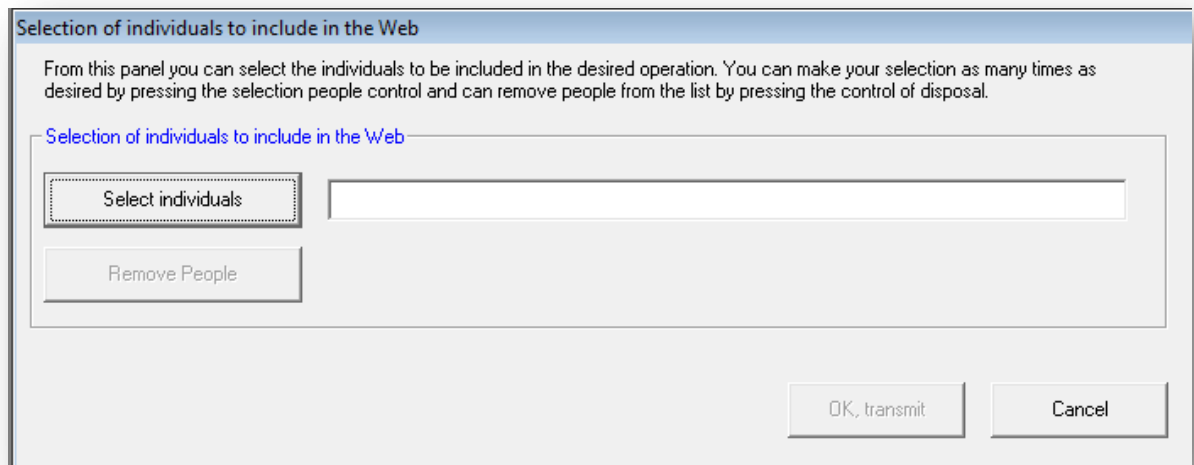 Selection of individuals to include in the Web
From this panel you can select the individuals to be included in the desired operation. You can make your selection as many times as
desired by pressing the selection people control and can remove people from the list by pressing the control of disposal.
Selection of individuals to include in the Web
Select individuals
Remove People
OK, transmit
Cancel